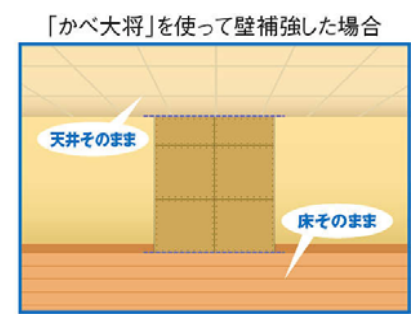 「かべ大将」を使って壁補強した場合
天井そのまま
床そのまま